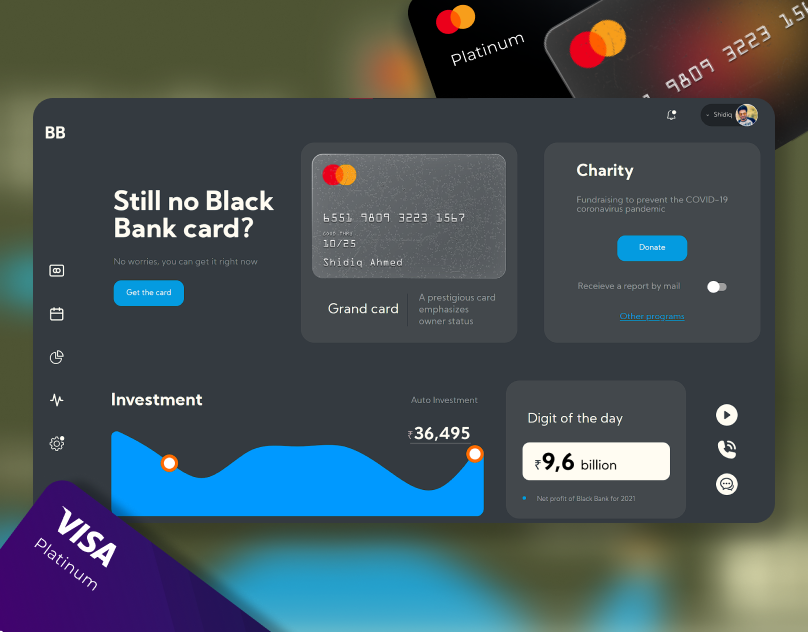 Platinum
9809 3223 156
BB
Shidiq
Still no Black
Bank card?
No worries, you can get it right now
Get the card
6551 9809 3223 1567
GOOD THRU
10/25
Shidiq Ahmed
Grand card
A prestigious card
emphasizes
owner status
Charity
Fundraising to prevent the COVID-19
coronavirus pandemic
Donate
Receieve a report by mail
Other programs
Investment
Auto Investment
₹36,495
Digit of the day
₹9,6 billion
Net profit of Black Bank for 2021
VISA
Platinum